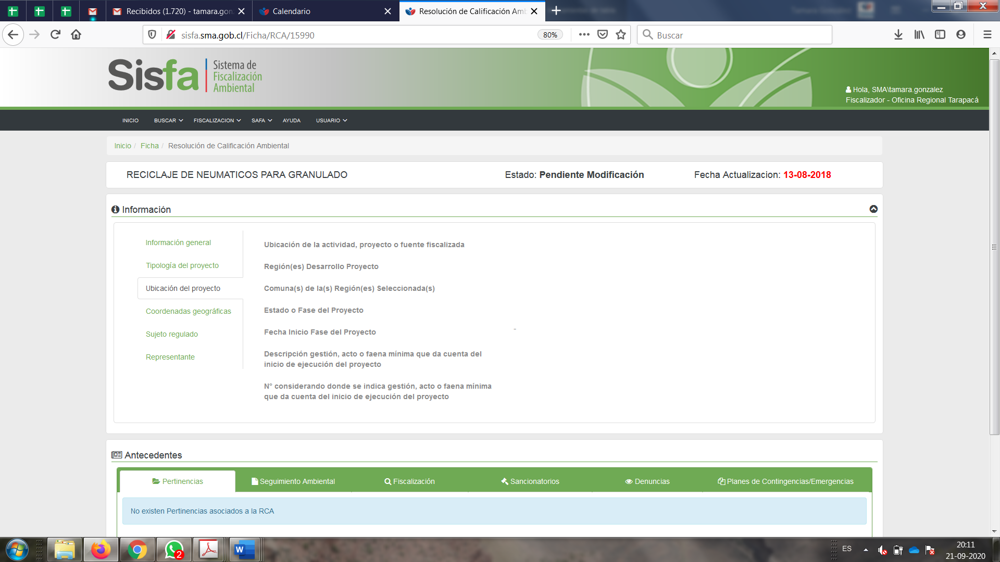 Recibidos (1.720) - tamara.gon
Calendario
Resolución de Calificación Am
sisfa.sma.gob.cl/Ficha/RCA/15990
80%
Buscar
Sisfa
Sistema de
Fiscalización
Ambiental
Hola, SMA\tamara.gonzalez
Fiscalizador - Oficina Regional Tarapacá
INICIO BUSCAR FISCALIZACION SAFA AYUDA USUARIO
Inicio / Ficha / Resolución de Calificación Ambiental
RECICLAJE DE NEUMATICOS PARA GRANULADO Estado: Pendiente Modificación Fecha Actualizacion: 13-08-2018
Información
Información general
Tipología del proyecto
Ubicación del proyecto
Coordenadas geográficas
Sujeto regulado
Representante
Ubicación de la actividad, proyecto o fuente fiscalizada
Región(es) Desarrollo Proyecto
Comuna(s) de la(s) Región(es) Seleccionada(s)
Estado o Fase del Proyecto
Fecha Inicio Fase del Proyecto -
Descripción gestión, acto o faena mínima que da cuenta del
inicio de ejecución del proyecto
N° considerando donde se indica gestión, acto o faena mínima
que da cuenta del inicio de ejecución del proyecto
Antecedentes
Pertinencias Seguimiento Ambiental Fiscalización Sancionatorios Denuncias Planes de Contingencias/Emergencias
No existen Pertinencias asociados a la RCA
2
W
ES
20:11
21-09-2020